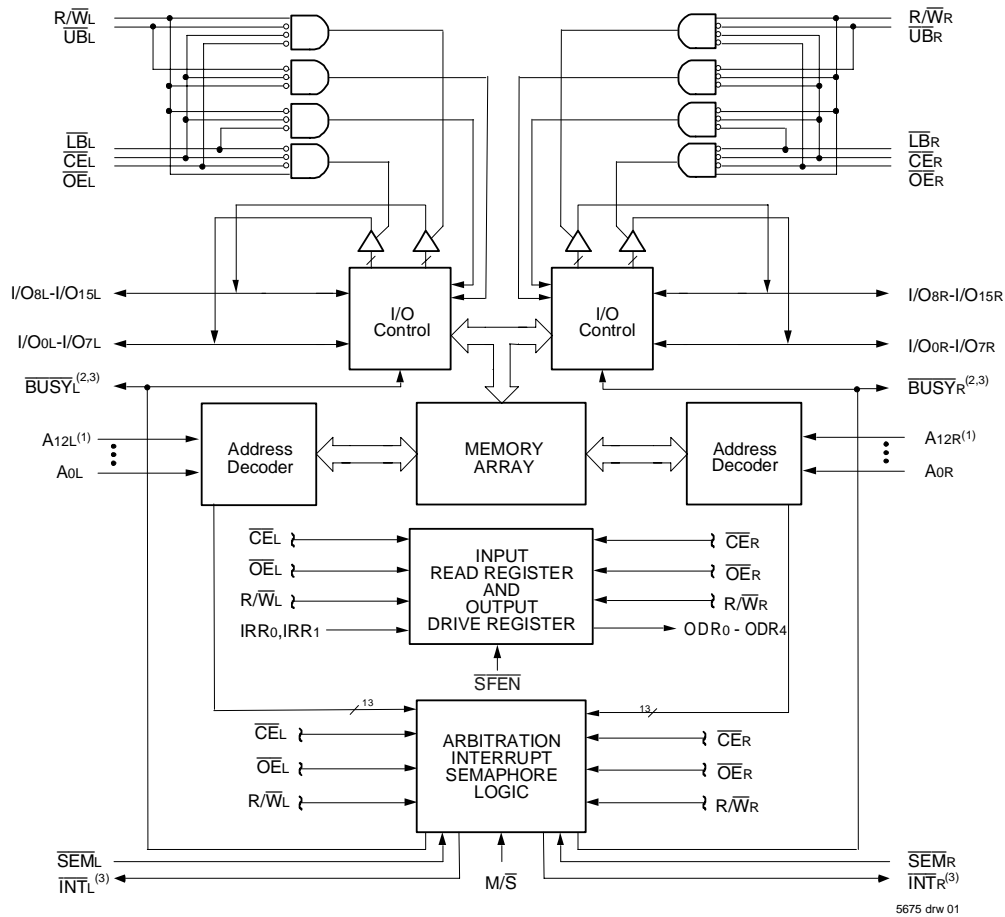 R/W̅L R/W̅R
U̅B̅L U̅B̅R
L̅B̅L L̅B̅R
C̅E̅L C̅E̅R
O̅E̅L O̅E̅R
I/O8L-I/O15L I/O Control I/O Control I/O8R-I/O15R
I/O0L-I/O7L I/O0R-I/O7R
B̅U̅S̅Y̅L(2,3) B̅U̅S̅Y̅R(2,3)
A12L(1) A12R(1)
Address Decoder MEMORY ARRAY Address Decoder
A0L A0R
C̅E̅L C̅E̅R
O̅E̅L O̅E̅R
R/W̅L R/W̅R
INPUT
READ REGISTER
AND
OUTPUT
DRIVE REGISTER
IRR0,IRR1 ODR0 - ODR4
S̅F̅E̅N̅
13 13
C̅E̅L C̅E̅R
O̅E̅L O̅E̅R
R/W̅L R/W̅R
ARBITRATION
INTERRUPT
SEMAPHORE
LOGIC
S̅E̅M̅L S̅E̅M̅R
I̅N̅T̅L(3) M/S̅ I̅N̅T̅R(3)
5675 drw 01